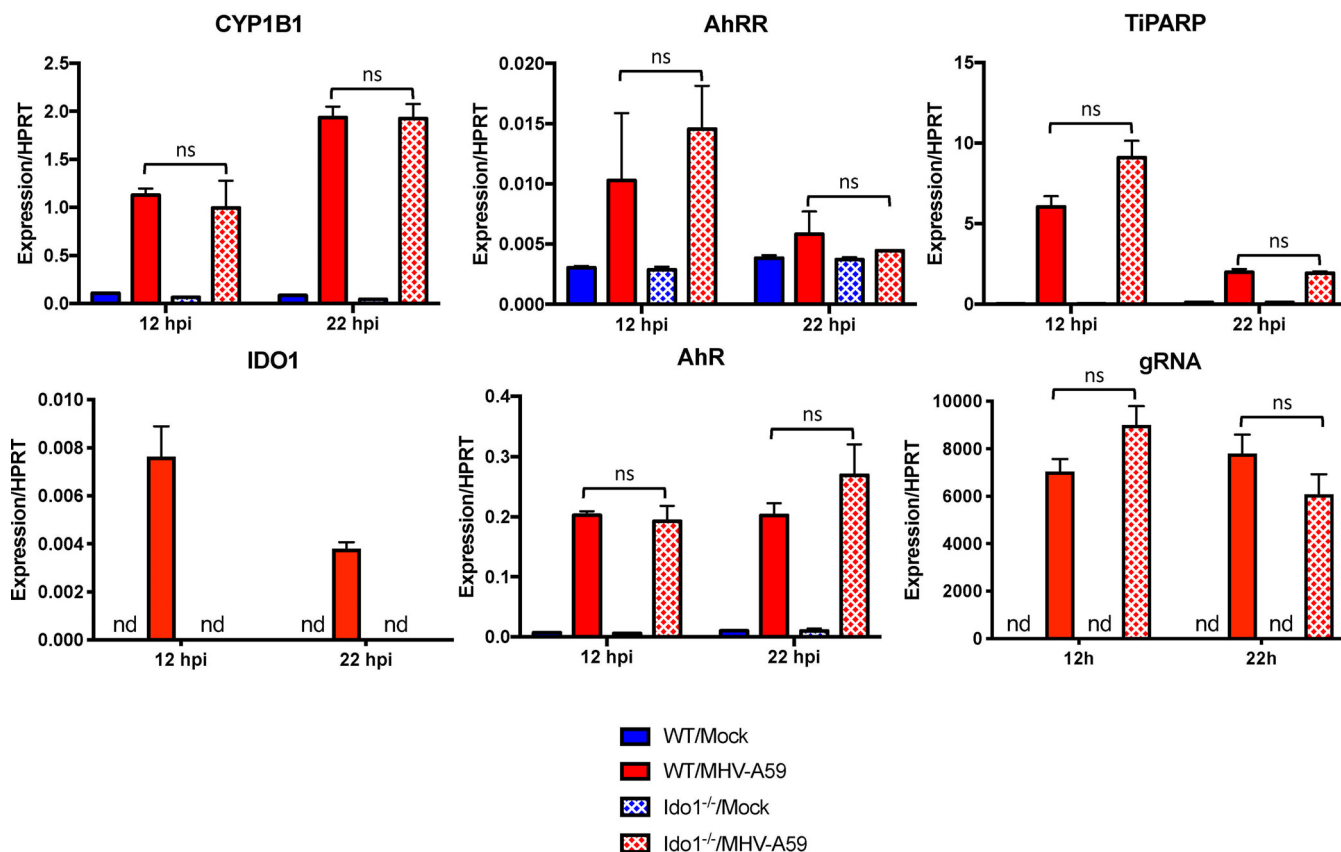 CYP1B1
Expression/HPRT
2.5
2.0
1.5
1.0
0.5
0.0
ns
ns
12 hpi
22 hpi
AhRR
0.020
0.015
0.010
0.005
0.000
ns
ns
12 hpi
22 hpi
TiPARP
Expression/HPRT
15
10
5
0
ns
ns
12 hpi
22 hpi
IDO1
Expression/HPRT
0.010
0.008
0.006
0.004
0.002
0.000
nd
nd
nd
nd
12 hpi
22 hpi
AhR
Expression/HPRT
0.4
0.3
0.2
0.1
0.0
ns
ns
12 hpi
22 hpi
gRNA
Expression/HPRT
10000
8000
6000
4000
2000
0
ns
ns
nd
nd
nd
nd
12h
22h
WT/Mock
WT/MHV-A59
Ido1-/-/Mock
Ido1-/-/MHV-A59